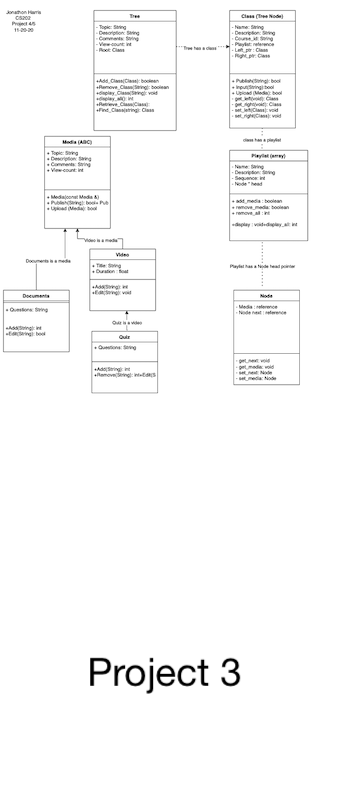 Jonathon Harris
CS202
Project 4/5
11-20-20
Tree
- Topic: String
- Description: String
- Comments: String
- View-count: int
- Root: Class
+Add_Class(Class): boolean
+Remove_Class(String): boolean
+display_Class(String): void
+display_all(): int
+Retrieve_Class(Class):
+Find_Class(string): Class
Tree has a class
Class (Tree Node)
- Name: String
- Description: String
- Course_id: String
- Playlist: reference
- Left_ptr : Class
- Right_ptr: Class
+ Publish(String): bool
+ Input(String):bool
+ Upload (Media): bool
- get_left(void): Class
- get_right(void): Class
- set_left(Class): void
- set_right(Class): void
class has a playlist
Media (ABC)
+ Topic: String
+ Description: String
+ Comments: String
+ View-count: int
+ Media(const Media &)
+ Publish(String): bool+ Pub
+ Upload (Media): bool
Playlist (array)
- Name: String
- Description: String
- Sequence: int
- Node * head
+ add_media : boolean
+ remove_media: boolean
+ remove_all : int
+display : void+display_all: int
Documents is a media
Video is a media
Video
+ Title: String
+ Duration : float
+Add(String): int
+Edit(String): void
Playlist has a Node head pointer
Documents
+ Questions: String
+Add(String): int
+Edit(String): bool
Quiz is a video
Quiz
+ Questions: String
+Add(String): int
+Remove(String): int+Edit(S
Node
- Media : reference
- Node next : reference
- get_next: void
- get_media: void
- set_next: Node
- set_media: Node
Project 3